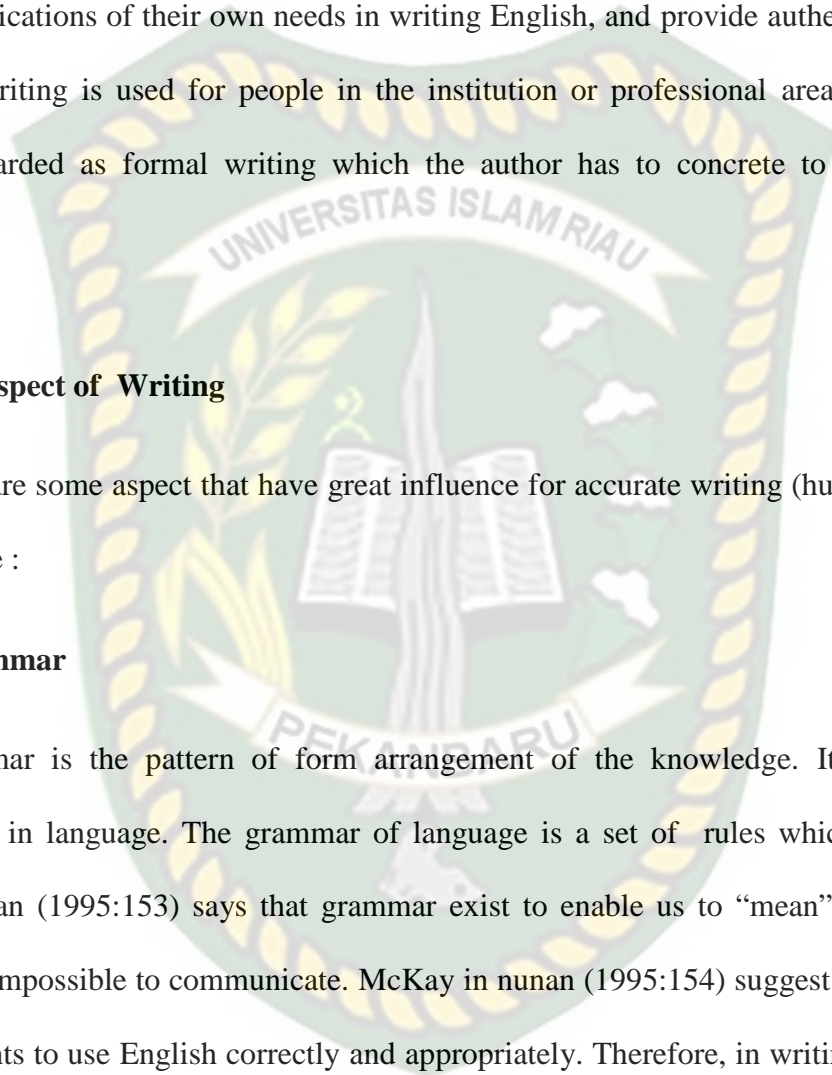 ications of their own needs in writing English, and provide authe
riting is used for people in the institution or professional area
arded as formal writing which the author has to concrete to
UNIVERSITAS ISLAM RIAU
spect of Writing
are some aspect that have great influence for accurate writing (hu
e :
nmar
nar is the pattern of form arrangement of the knowledge. It
in language. The grammar of language is a set of rules whic
an (1995:153) says that grammar exist to enable us to “mean”
impossible to communicate. McKay in nunan (1995:154) suggest
nts to use English correctly and appropriately. Therefore, in writin
PEKANBARU